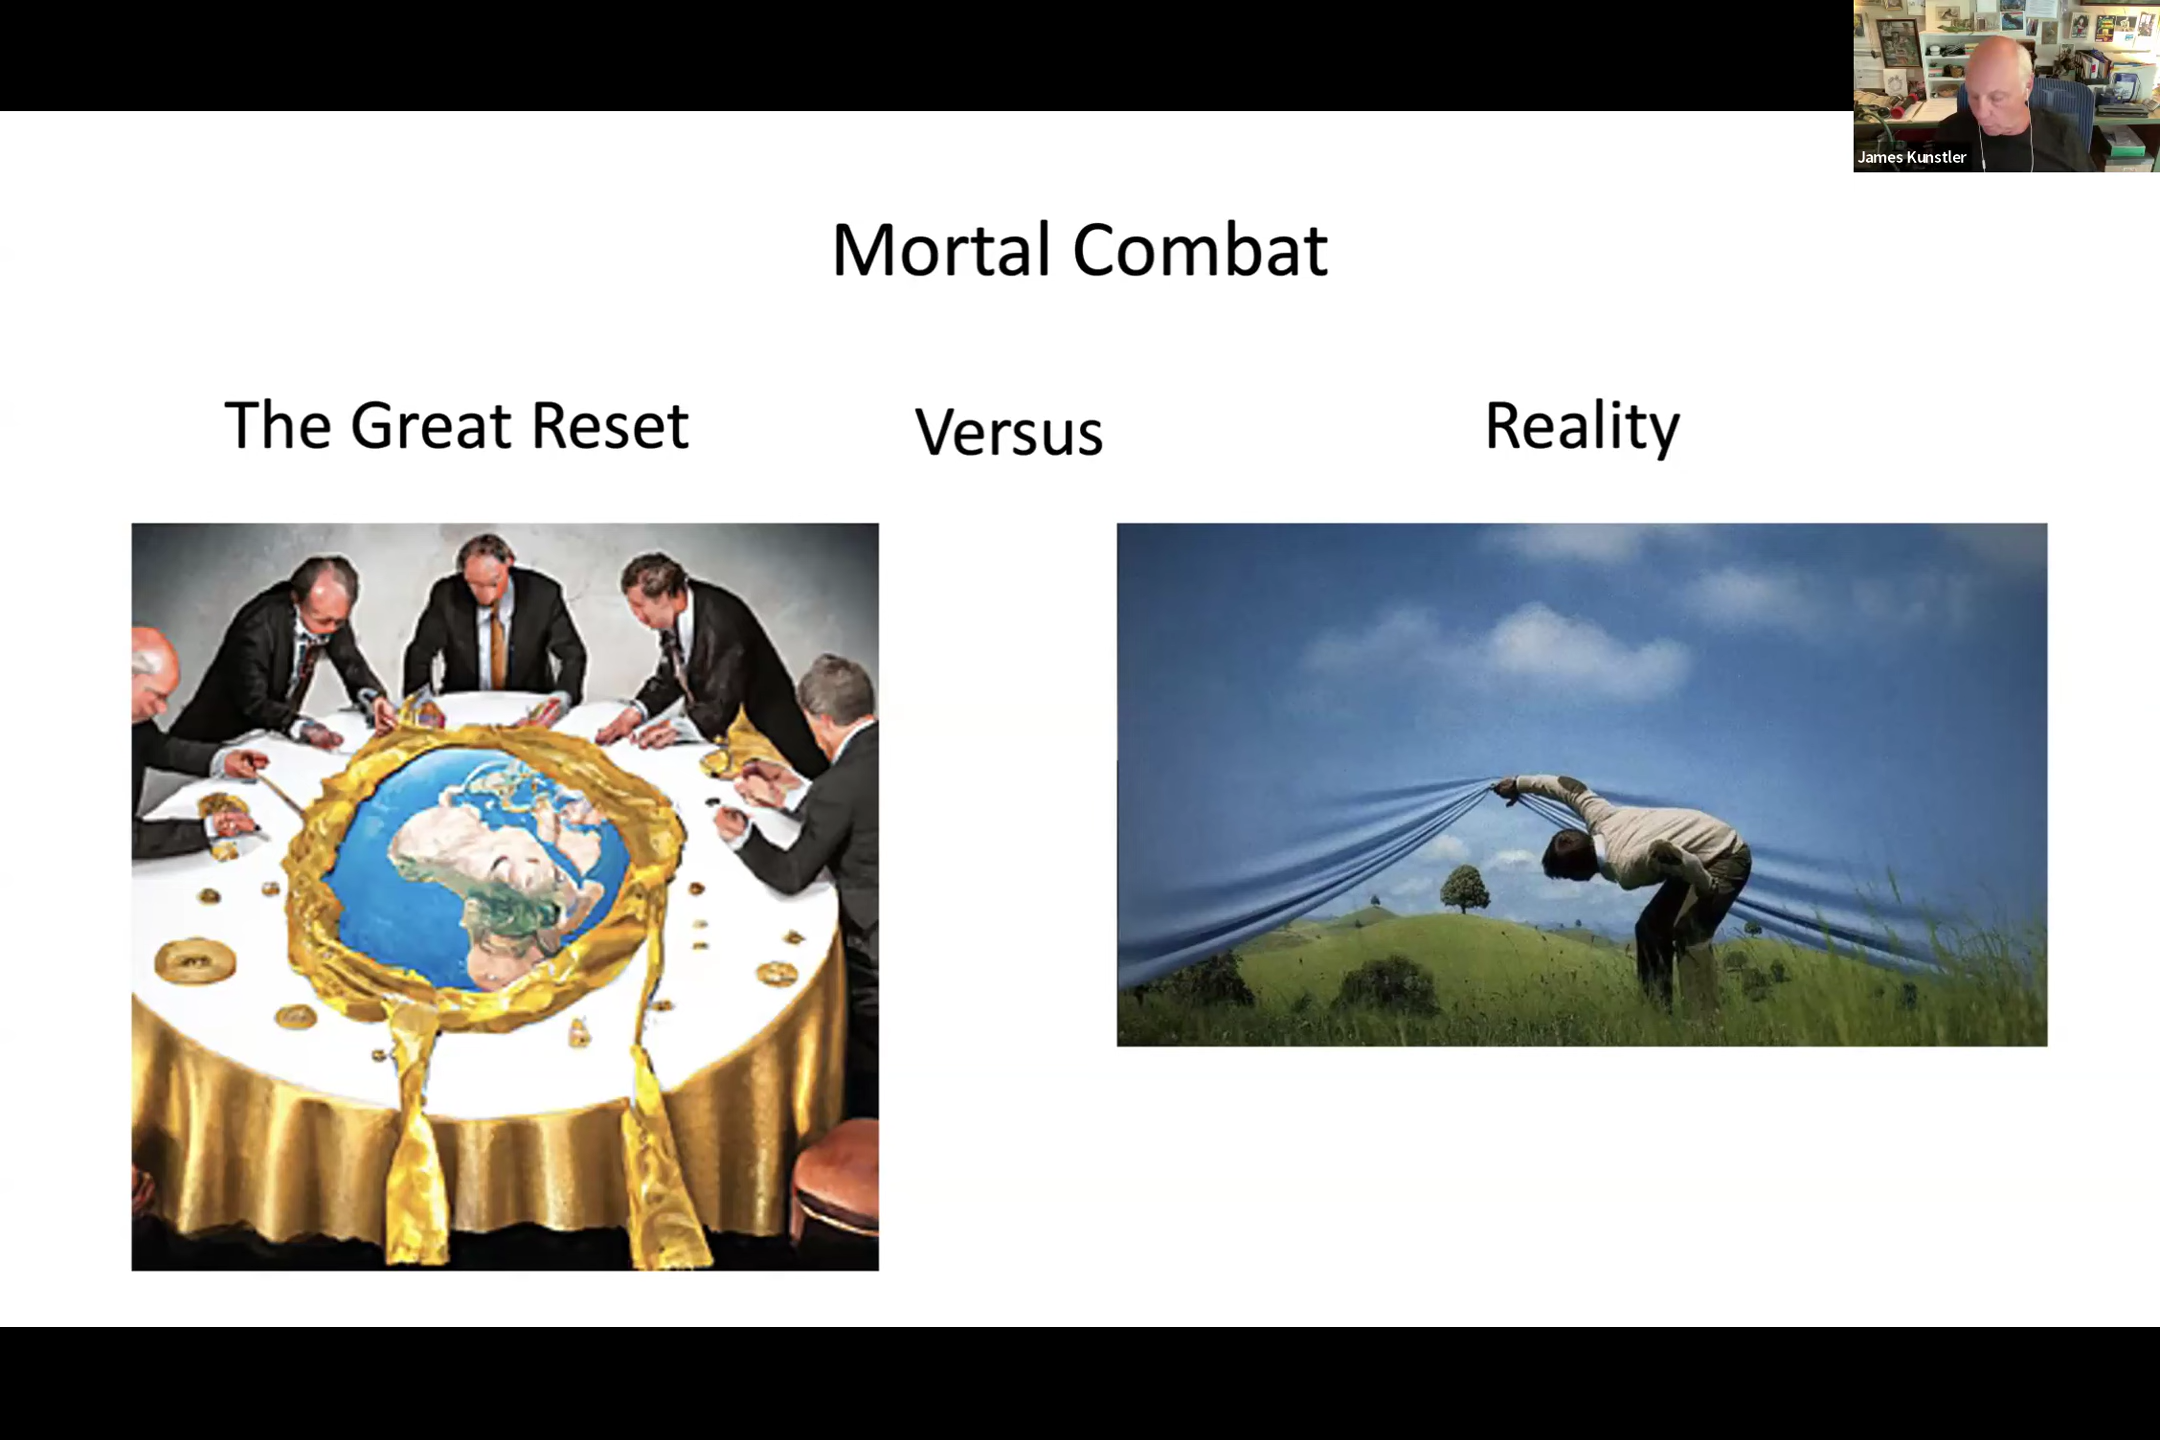 James Kunstler
Mortal Combat
The Great Reset
Versus
Reality